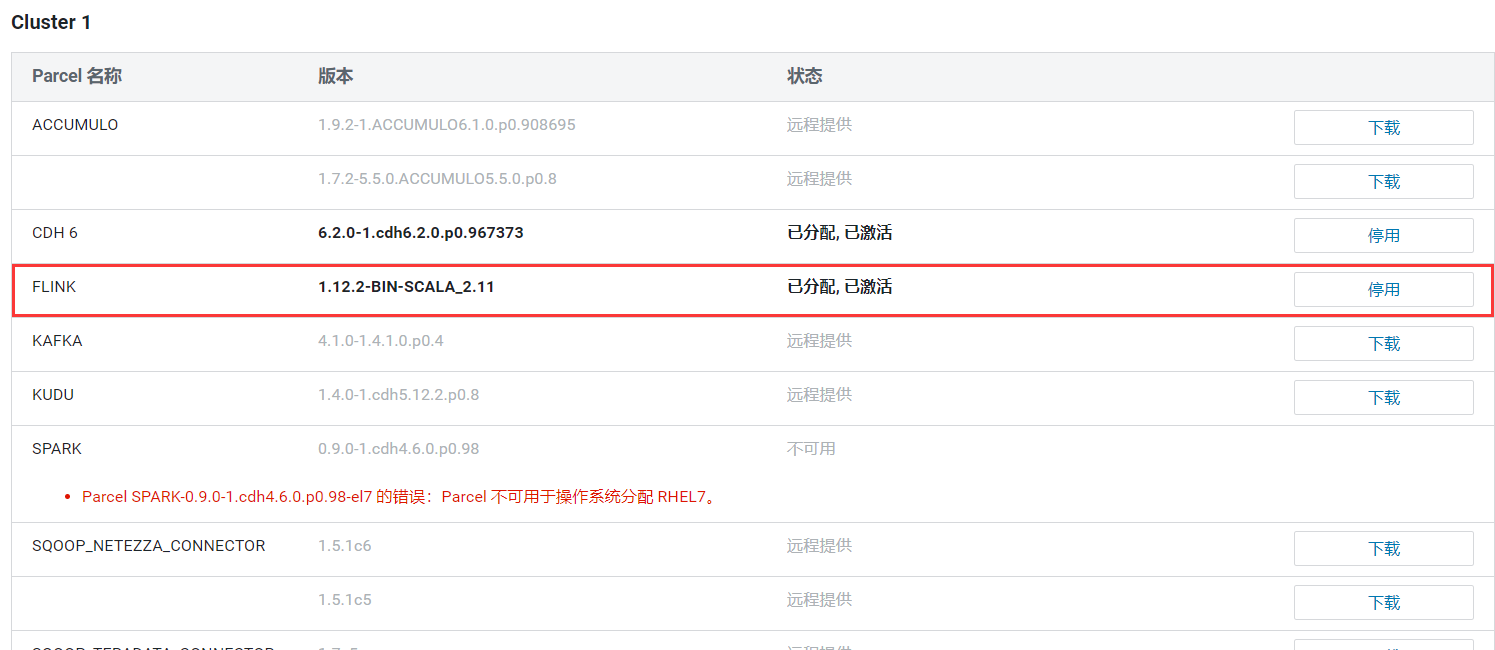 Cluster 1
Parcel 名称 版本 状态
ACCUMULO 1.9.2-1.ACCUMULO6.1.0.p0.908695 远程提供 下载
1.7.2-5.5.0.ACCUMULO5.5.0.p0.8 远程提供 下载
CDH 6 6.2.0-1.cdh6.2.0.p0.967373 已分配, 已激活 停用
FLINK 1.12.2-BIN-SCALA_2.11 已分配, 已激活 停用
KAFKA 4.1.0-1.4.1.0.p0.4 远程提供 下载
KUDU 1.4.0-1.cdh5.12.2.p0.8 远程提供 下载
SPARK 0.9.0-1.cdh4.6.0.p0.98 不可用
• Parcel SPARK-0.9.0-1.cdh4.6.0.p0.98-el7 的错误：Parcel 不可用于操作系统分配 RHEL7。
SQOOP_NETEZZA_CONNECTOR 1.5.1c6 远程提供 下载
1.5.1c5 远程提供 下载